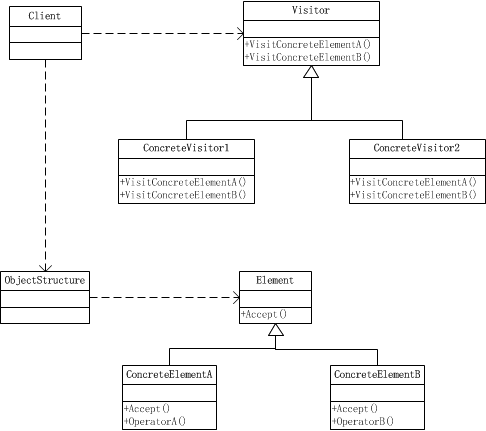 Client
Visitor
+VisitConcreteElementA()
+VisitConcreteElementB()
ConcreteVisitor1
ConcreteVisitor2
+VisitConcreteElementA()
+VisitConcreteElementB()
+VisitConcreteElementA()
+VisitConcreteElementB()
ObjectStructure
Element
+Accept()
ConcreteElementA
ConcreteElementB
+Accept()
+OperatorA()
+Accept()
+OperatorB()